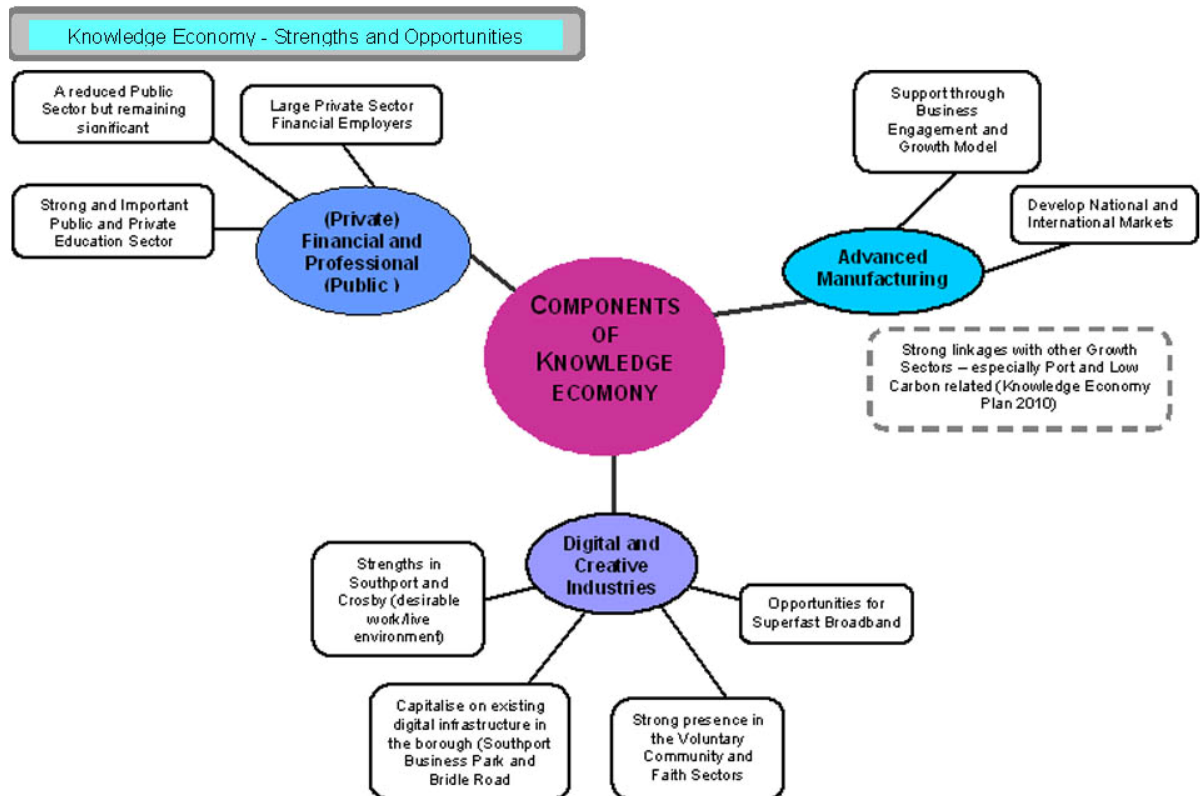 Knowledge Economy - Strengths and Opportunities
A reduced Public
Sector but remaining
significant
Large Private Sector
Financial Employers
Strong and Important
Public and Private
Education Sector
(Private)
Financial and
Professional
(Public )
Support through
Business
Engagement and
Growth Model
Develop National and
International Markets
Advanced
Manufacturing
Strong linkages with other Growth
Sectors – especially Port and Low
Carbon related (Knowledge Economy
Plan 2010)
COMPONENTS
OF
KNOWLEDGE
ECOMONY
Digital and
Creative
Industries
Strengths in
Southport and
Crosby (desirable
work/live
environment)
Capitalise on existing
digital infrastructure in
the borough (Southport
Business Park and
Bridle Road
Strong presence in
the Voluntary
Community and
Faith Sectors
Opportunities for
Superfast Broadband